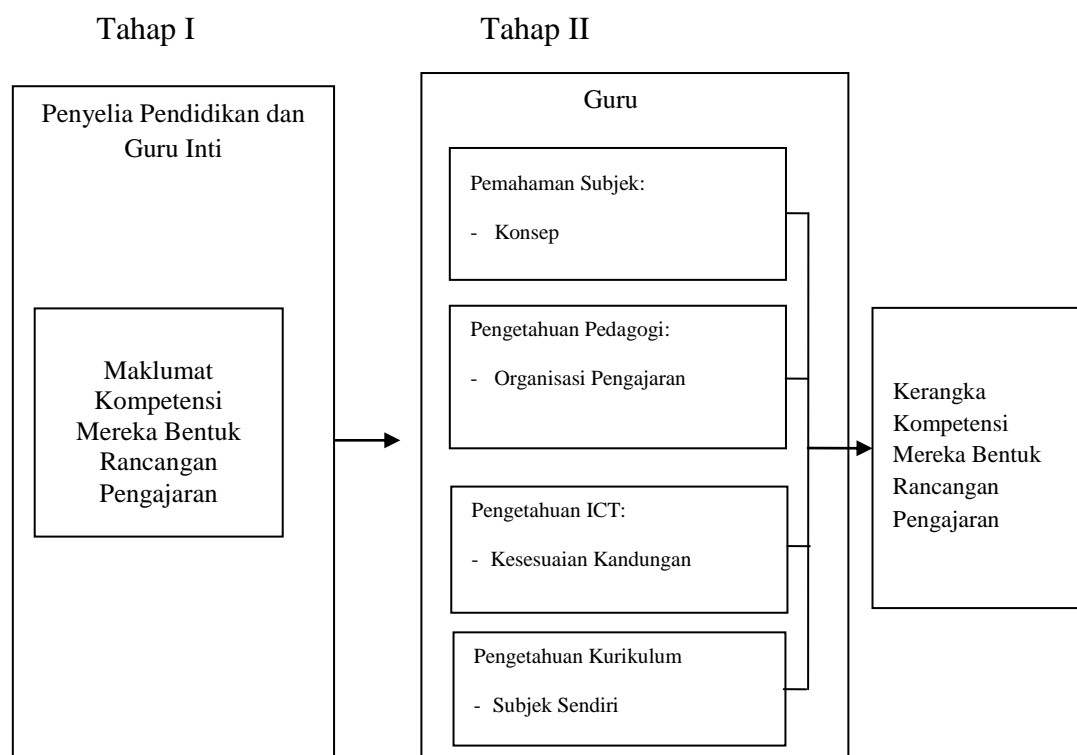 Tahap I
Tahap II
Penyelia Pendidikan dan
Guru Inti
Maklumat
Kompetensi
Mereka Bentuk
Rancangan
Pengajaran
Guru
Pemahaman Subjek:
- Konsep
Pengetahuan Pedagogi:
- Organisasi Pengajaran
Pengetahuan ICT:
- Kesesuaian Kandungan
Pengetahuan Kurikulum
- Subjek Sendiri
Kerangka
Kompetensi
Mereka Bentuk
Rancangan
Pengajaran